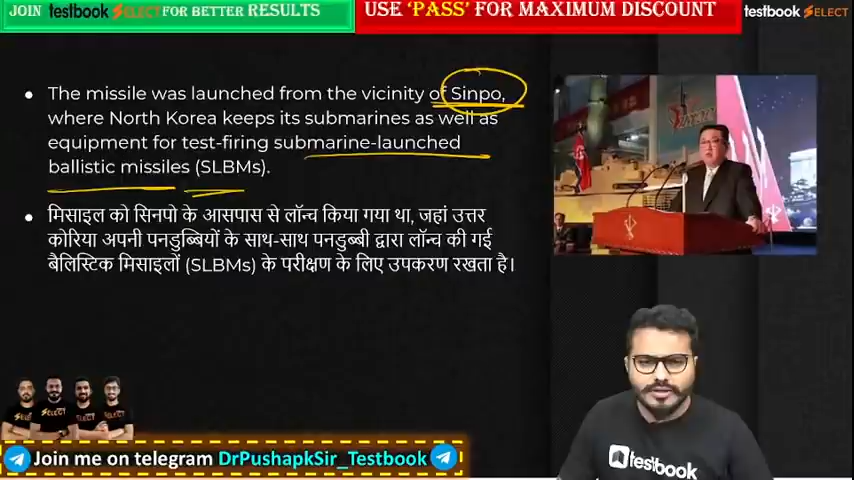 JOIN testbook SELECT FOR BETTER RESULTS
USE ‘PASS’ FOR MAXIMUM DISCOUNT
testbook SELECT
The missile was launched from the vicinity of Sinpo,
where North Korea keeps its submarines as well as
equipment for test-firing submarine-launched
ballistic missiles (SLBMs).
मिसाइल को सिनपो के आसपास से लॉन्च किया गया था, जहां उत्तर
कोरिया अपनी पनडुब्बियों के साथ-साथ पनडुब्बी द्वारा लॉन्च की गई
बैलिस्टिक मिसाइलों (SLBMs) के परीक्षण के लिए उपकरण रखता है।
testbook
Join me on telegram DrPushapkSir_Testbook